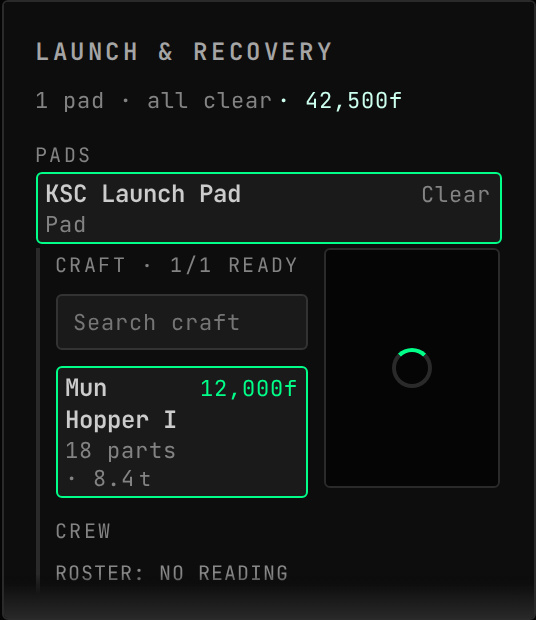 LAUNCH & RECOVERY
1 pad · all clear · 42,500f
PADS
KSC Launch Pad Clear
Pad
CRAFT · 1/1 READY
Search craft
Mun 12,000f
Hopper I
18 parts
· 8.4t
CREW
ROSTER: NO READING